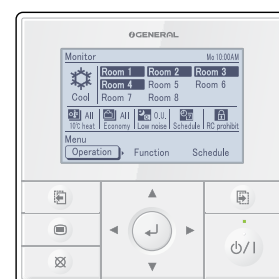 GENERAL
Monitor Mo 10:00AM
Room 1 Room 2 Room 3
Room 4 Room 5 Room 6
Cool Room 7 Room 8
All All O.U.
10°C heat Economy Low noise Schedule RC prohibit
Menu
Operation Function Schedule